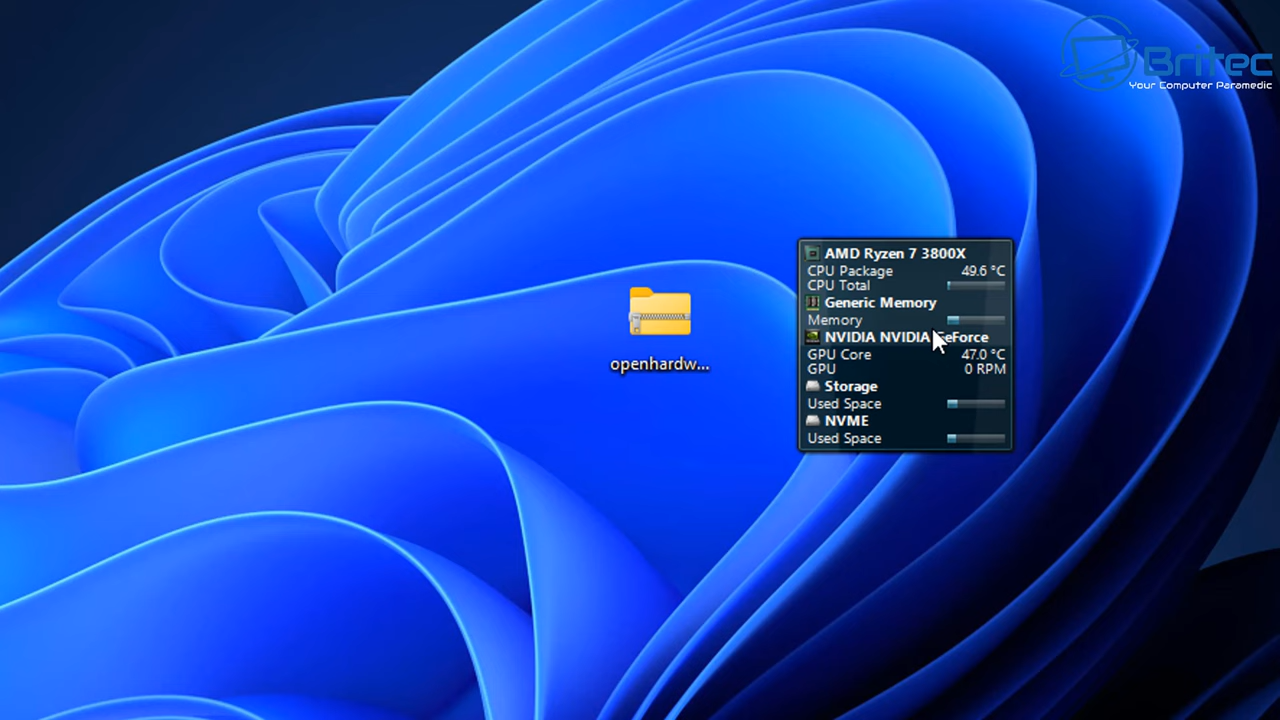 Britec
Your Computer Paramedic
openhardw...
AMD Ryzen 7 3800X
CPU Package 49.6 °C
CPU Total
Generic Memory
Memory
NVIDIA NVIDIA GeForce
GPU Core 47.0 °C
GPU 0 RPM
Storage
Used Space
NVME
Used Space